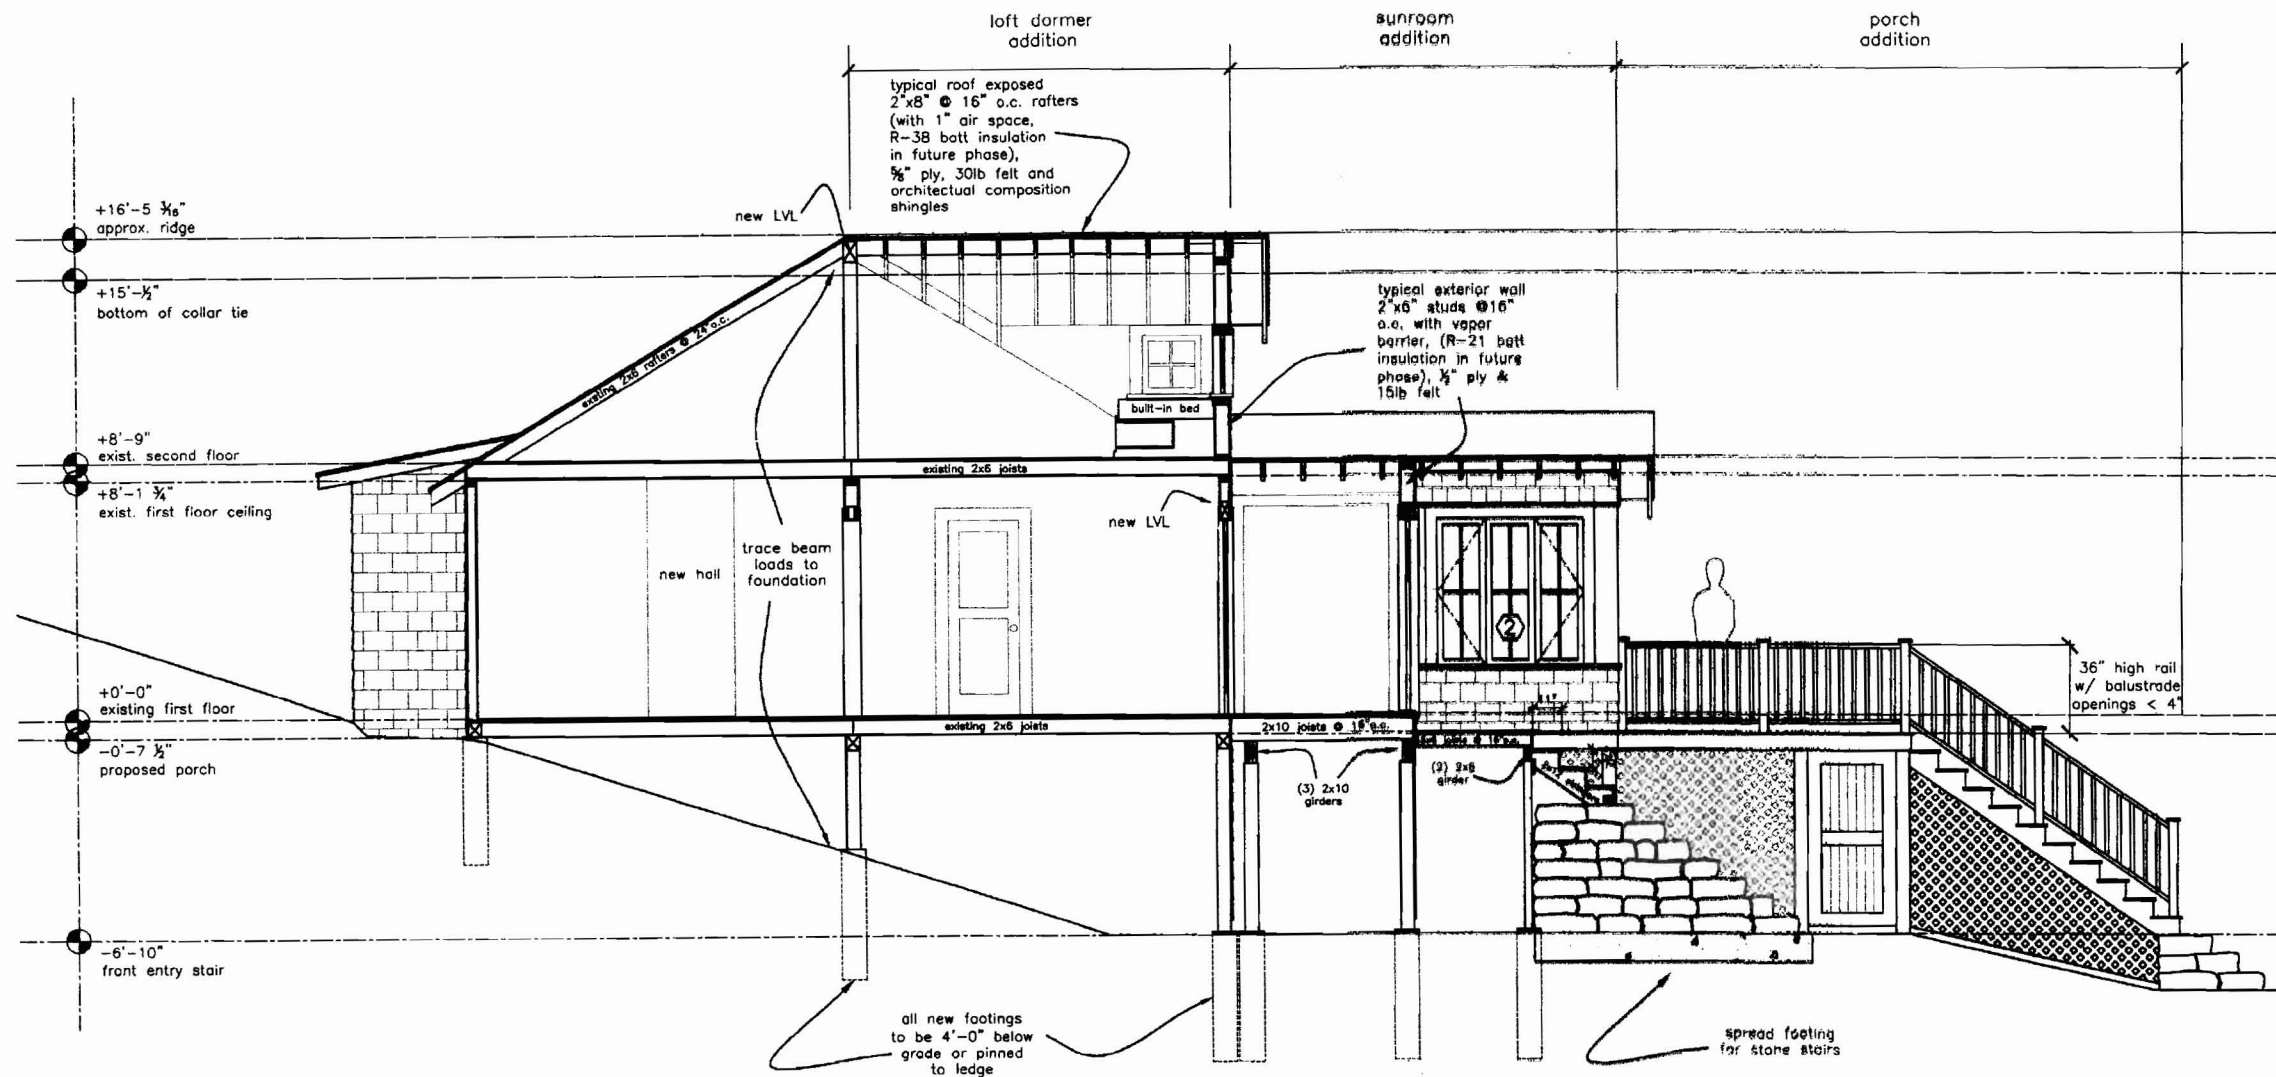 loft dormer
addition
sunroom
addition
porch
addition
typical roof exposed
2"x8" @ 16" o.c. rafters
(with 1" air space,
R-38 batt insulation
in future phase),
⅝" ply, 30lb felt and
architectual composition
shingles
new LVL
+16'-5 3/16"
approx. ridge
+15'-½"
bottom of collar tie
typical exterior wall
2"x6" studs @16"
o.c. with vapor
barrier, (R-21 batt
insulation in future
phase), ½" ply &
15lb felt
existing 2x6 rafters @ 24"o.c.
built-in bed
+8'-9"
exist. second floor
+8'-1 ¾"
exist. first floor ceiling
existing 2x6 joists
new LVL
trace beam
loads to
foundation
new hall
2
36" high rail
w/ balustrade
openings < 4"
+0'-0"
existing first floor
-0'-7 ½"
proposed porch
existing 2x6 joists
2x10 joists @ 16"o.c.
joists @ 16"o.c.
(3) 2x10
girders
(2) 2x8
girder
11"
-6'-10"
front entry stair
all new footings
to be 4'-0" below
grade or pinned
to ledge
spread footing
for stone stairs